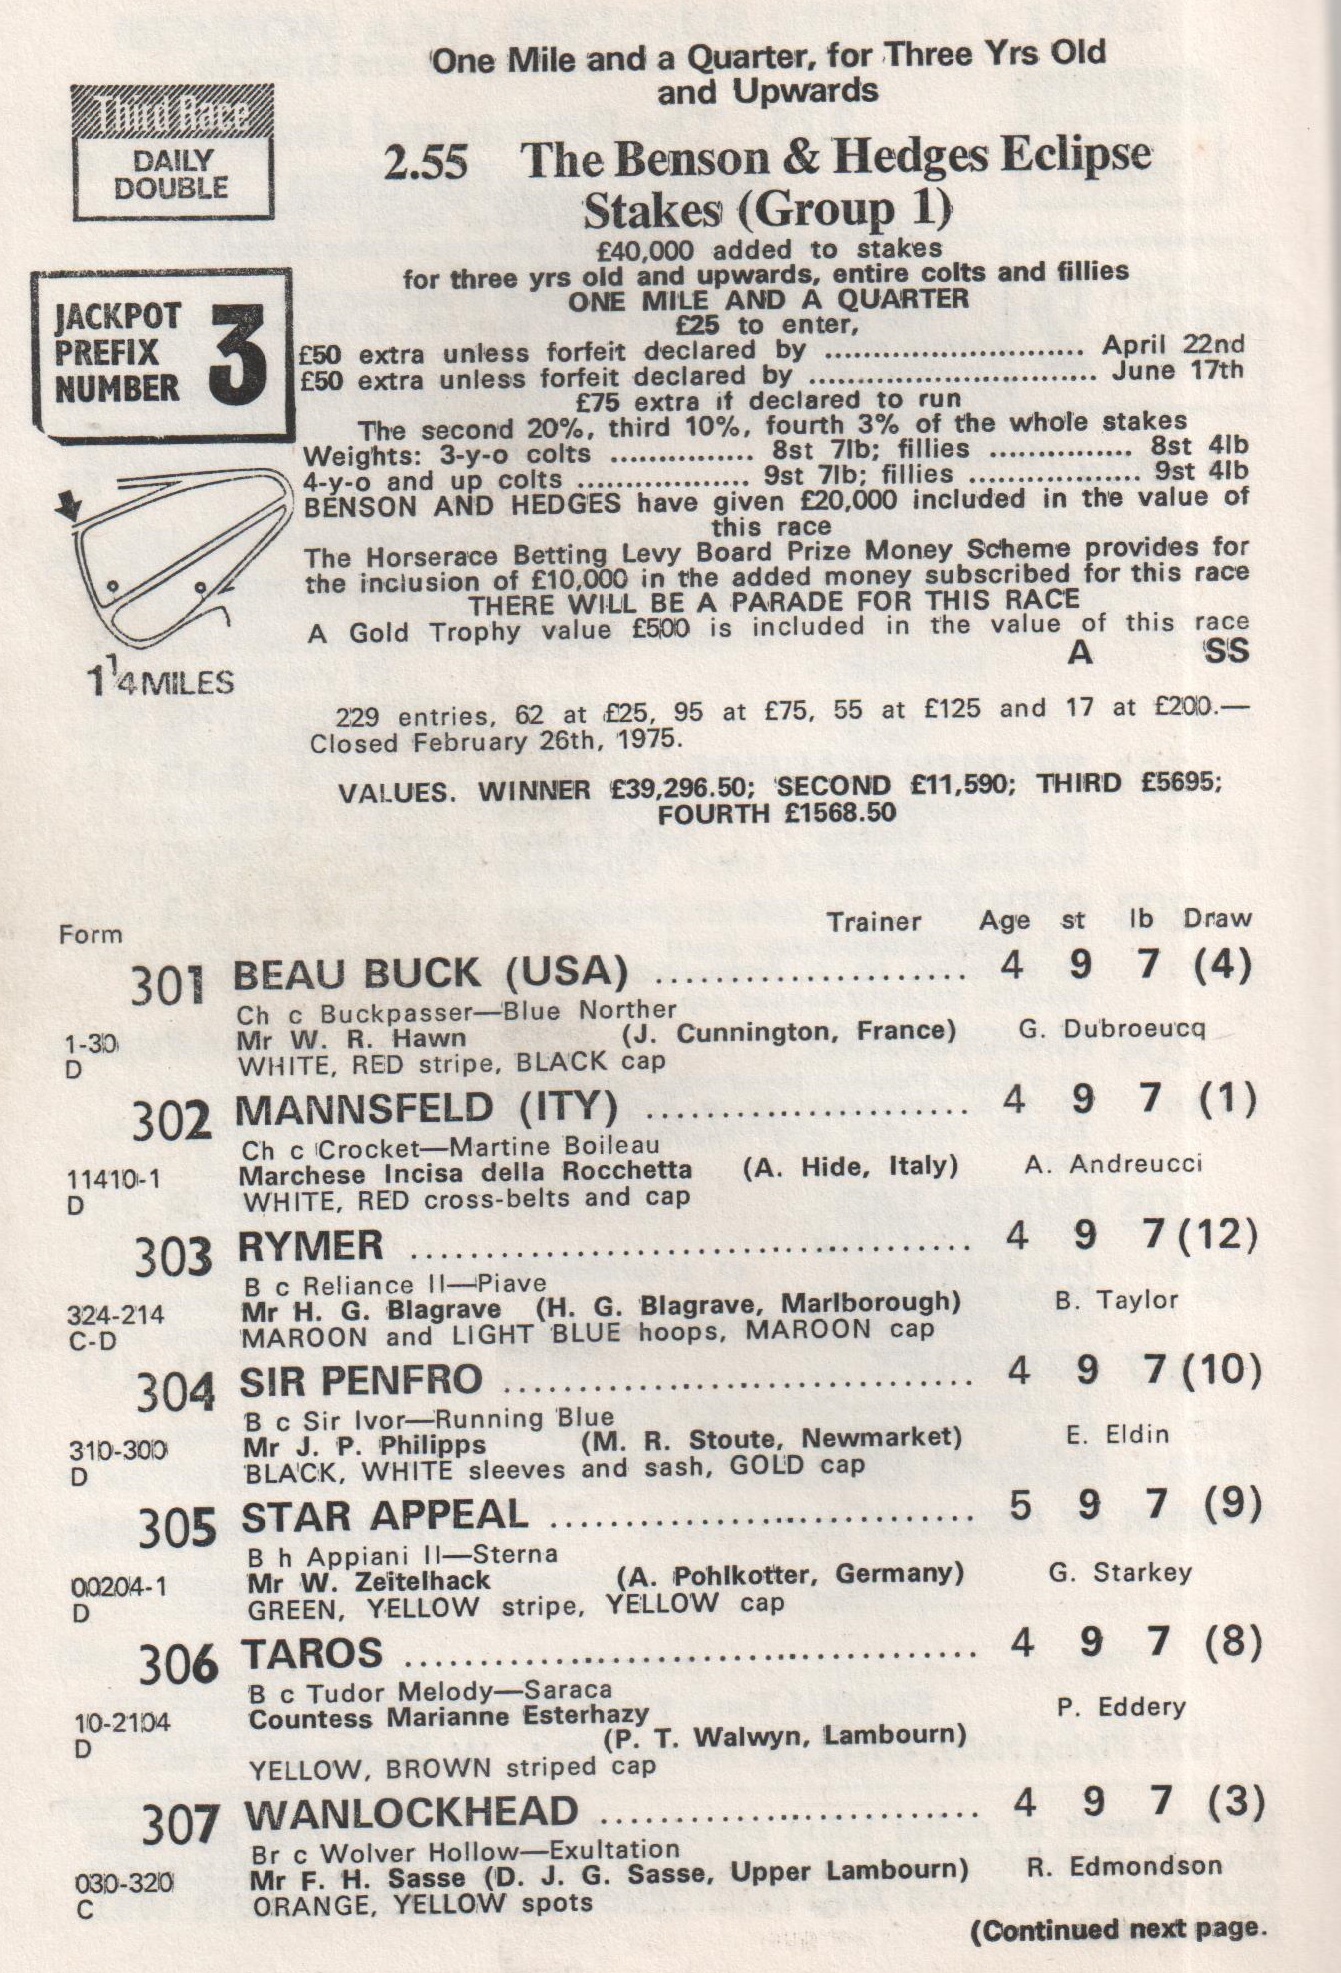 One Mile and a Quarter, for Three Yrs Old
and Upwards
Third Race
DAILY
DOUBLE
2.55 The Benson & Hedges Eclipse
Stakes (Group 1)
£40,000 added to stakes
for three yrs old and upwards, entire colts and fillies
ONE MILE AND A QUARTER
£25 to enter,
£50 extra unless forfeit declared by ........................... April 22nd
£50 extra unless forfeit declared by .............................. June 17th
£75 extra if declared to run
JACKPOT
PREFIX
NUMBER 3
The second 20%, third 10%, fourth 3% of the whole stakes
Weights: 3-y-o colts ............... 8st 7lb; fillies ............... 8st 4lb
4-y-o and up colts .................. 9st 7lb; fillies .................. 9st 4lb
BENSON AND HEDGES have given £20,000 included in the value of
this race
The Horserace Betting Levy Board Prize Money Scheme provides for
the inclusion of £10,000 in the added money subscribed for this race
THERE WILL BE A PARADE FOR THIS RACE
A Gold Trophy value £500 is included in the value of this race
A SS
1¼ MILES
229 entries, 62 at £25, 95 at £75, 55 at £125 and 17 at £200.—
Closed February 26th, 1975.
VALUES. WINNER £39,296.50; SECOND £11,590; THIRD £5695;
FOURTH £1568.50
Form Trainer Age st lb Draw
301 BEAU BUCK (USA) ..................... 4 9 7 (4)
Ch c Buckpasser—Blue Norther
1-30 Mr W. R. Hawn (J. Cunnington, France) G. Dubroeucq
D WHITE, RED stripe, BLACK cap
302 MANNSFELD (ITY) ...................... 4 9 7 (1)
Ch c Crocket—Martine Boileau
11410-1 Marchese Incisa della Rocchetta (A. Hide, Italy) A. Andreucci
D WHITE, RED cross-belts and cap
303 RYMER ...................................... 4 9 7 (12)
B c Reliance II—Piave
324-214 Mr H. G. Blagrave (H. G. Blagrave, Marlborough) B. Taylor
C-D MAROON and LIGHT BLUE hoops, MAROON cap
304 SIR PENFRO ................................ 4 9 7 (10)
B c Sir Ivor—Running Blue
310-300 Mr J. P. Philipps (M. R. Stoute, Newmarket) E. Eldin
D BLACK, WHITE sleeves and sash, GOLD cap
305 STAR APPEAL ............................. 5 9 7 (9)
B h Appiani II—Sterna
00204-1 Mr W. Zeitelhack (A. Pohlkotter, Germany) G. Starkey
D GREEN, YELLOW stripe, YELLOW cap
306 TAROS ....................................... 4 9 7 (8)
B c Tudor Melody—Saraca
10-2104 Countess Marianne Esterhazy P. Eddery
D (P. T. Walwyn, Lambourn)
YELLOW, BROWN striped cap
307 WANLOCKHEAD .......................... 4 9 7 (3)
Br c Wolver Hollow—Exultation
030-320 Mr F. H. Sasse (D. J. G. Sasse, Upper Lambourn) R. Edmondson
C ORANGE, YELLOW spots
(Continued next page.